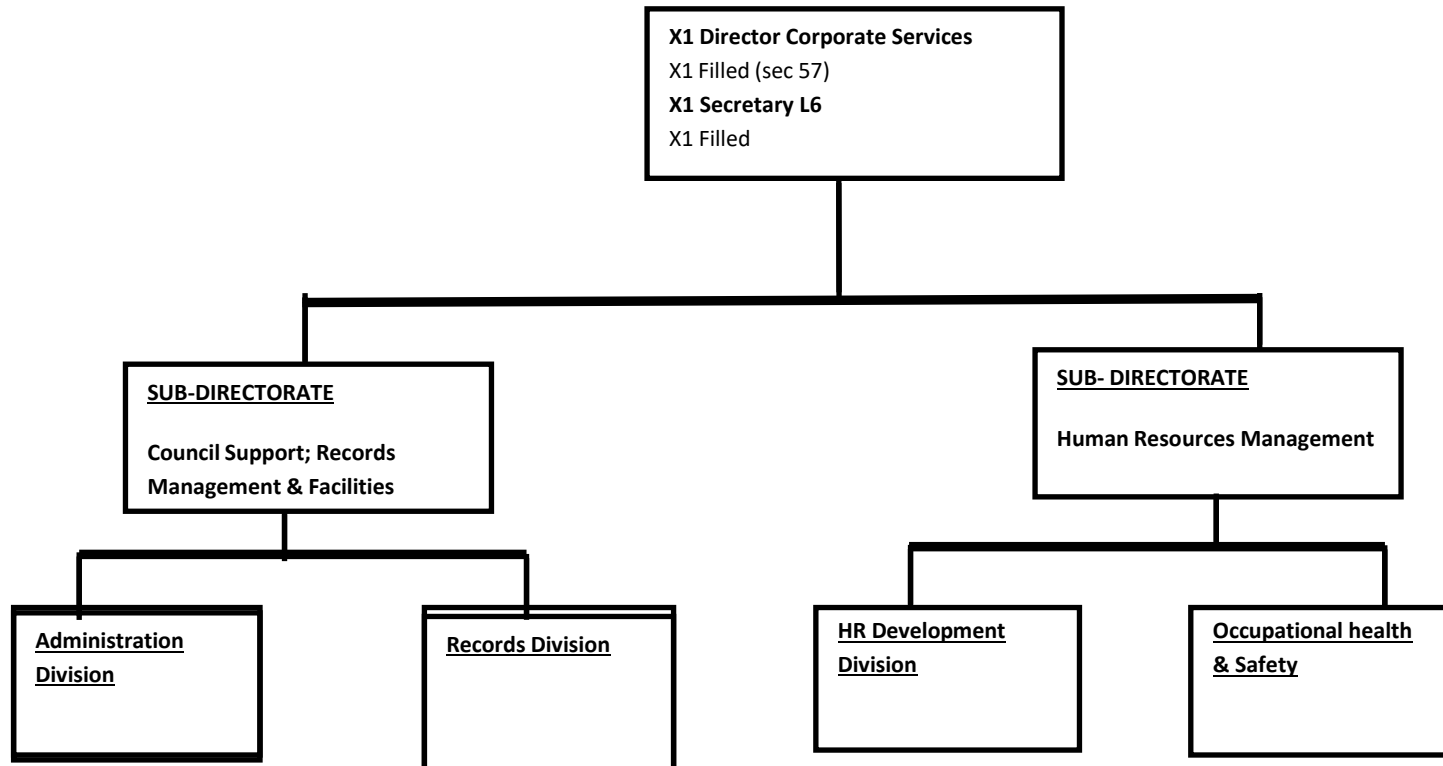 X1 Director Corporate Services
X1 Filled (sec 57)
X1 Secretary L6
X1 Filled
SUB-DIRECTORATE
Council Support; Records
Management & Facilities
SUB- DIRECTORATE
Human Resources Management
Administration
Division
Records Division
HR Development
Division
Occupational health
& Safety